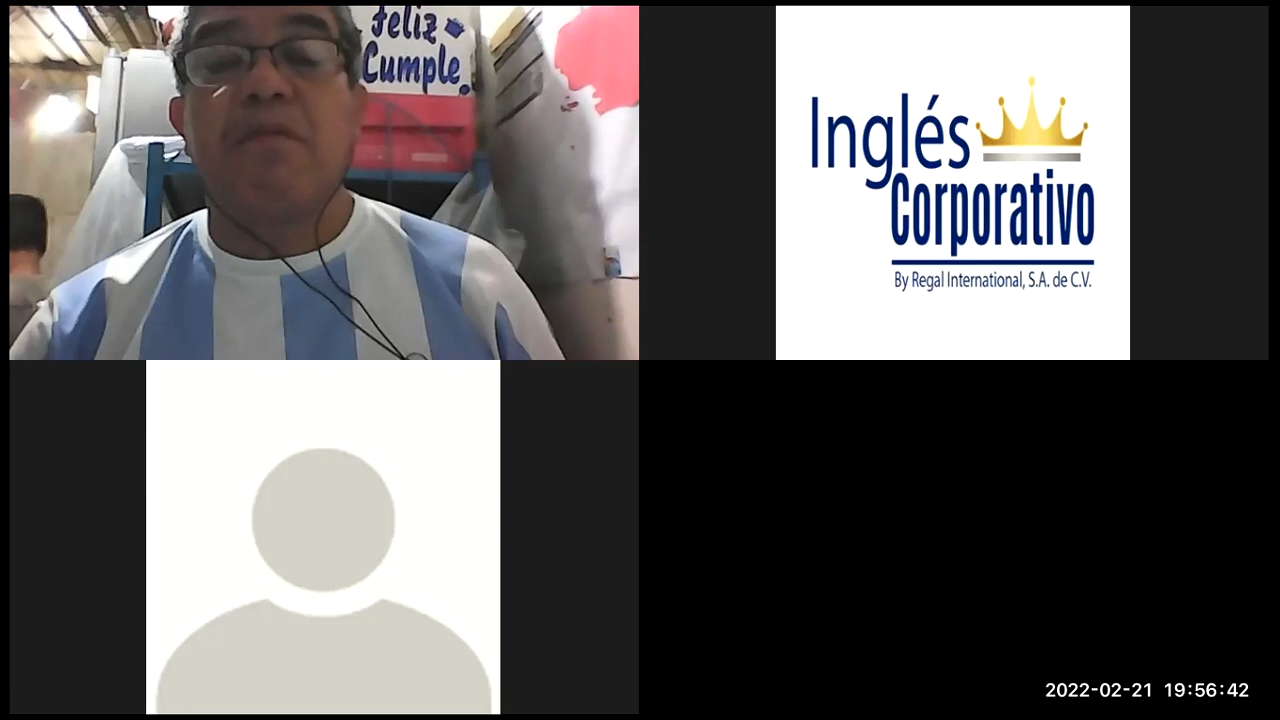 feliz
Cumple
Inglés
Corporativo
By Regal International, S.A. de C.V.
2022-02-21 19:56:42